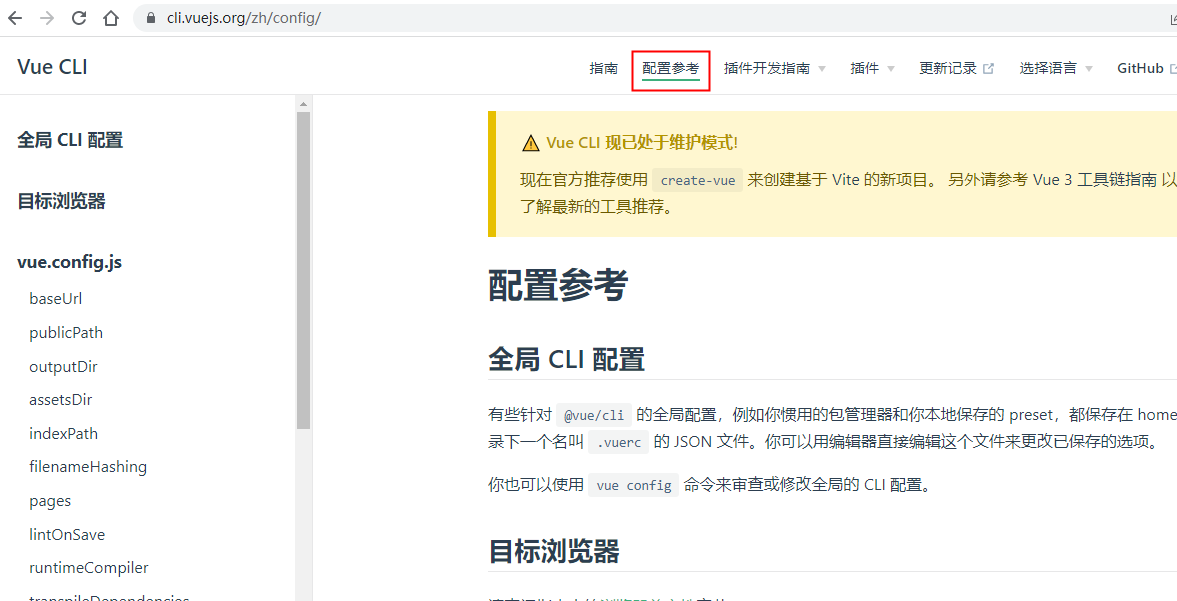 cli.vuejs.org/zh/config/
Vue CLI
指南 配置参考 插件开发指南 插件 更新记录 选择语言 GitHub
全局 CLI 配置
目标浏览器
vue.config.js
baseUrl
publicPath
outputDir
assetsDir
indexPath
filenameHashing
pages
lintOnSave
runtimeCompiler
transpileDependencies
Vue CLI 现已处于维护模式!
现在官方推荐使用 create-vue 来创建基于 Vite 的新项目。 另外请参考 Vue 3 工具链指南 以
了解最新的工具推荐。
配置参考
全局 CLI 配置
有些针对 @vue/cli 的全局配置，例如你惯用的包管理器和你本地保存的 preset，都保存在 home
录下一个名叫 .vuerc 的 JSON 文件。你可以用编辑器直接编辑这个文件来更改已保存的选项。
你也可以使用 vue config 命令来审查或修改全局的 CLI 配置。
目标浏览器